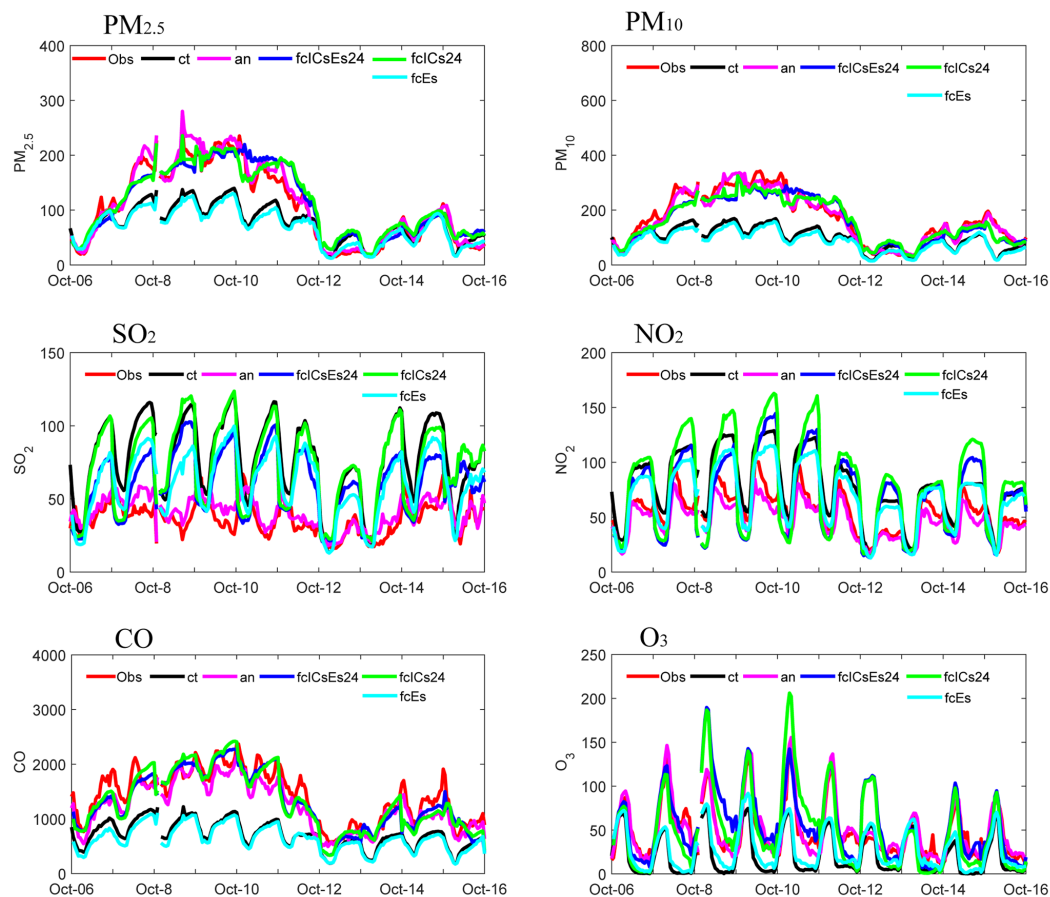 PM2.5
PM10
400
300
200
100
0
PM2.5
Obs ct an fcICsEs24 fcICs24
fcEs
Oct-06 Oct-8 Oct-10 Oct-12 Oct-14 Oct-16
800
600
400
200
0
PM10
Obs ct an fcICsEs24 fcICs24
fcEs
Oct-06 Oct-8 Oct-10 Oct-12 Oct-14 Oct-16
SO2
NO2
150
100
50
0
SO2
Obs ct an fcICsEs24 fcICs24
fcEs
Oct-06 Oct-8 Oct-10 Oct-12 Oct-14 Oct-16
200
150
100
50
0
NO2
Obs ct an fcICsEs24 fcICs24
fcEs
Oct-06 Oct-8 Oct-10 Oct-12 Oct-14 Oct-16
CO
O3
4000
3000
2000
1000
0
CO
Obs ct an fcICsEs24 fcICs24
fcEs
Oct-06 Oct-8 Oct-10 Oct-12 Oct-14 Oct-16
250
200
150
100
50
0
O3
Obs ct an fcICsEs24 fcICs24
fcEs
Oct-06 Oct-8 Oct-10 Oct-12 Oct-14 Oct-16